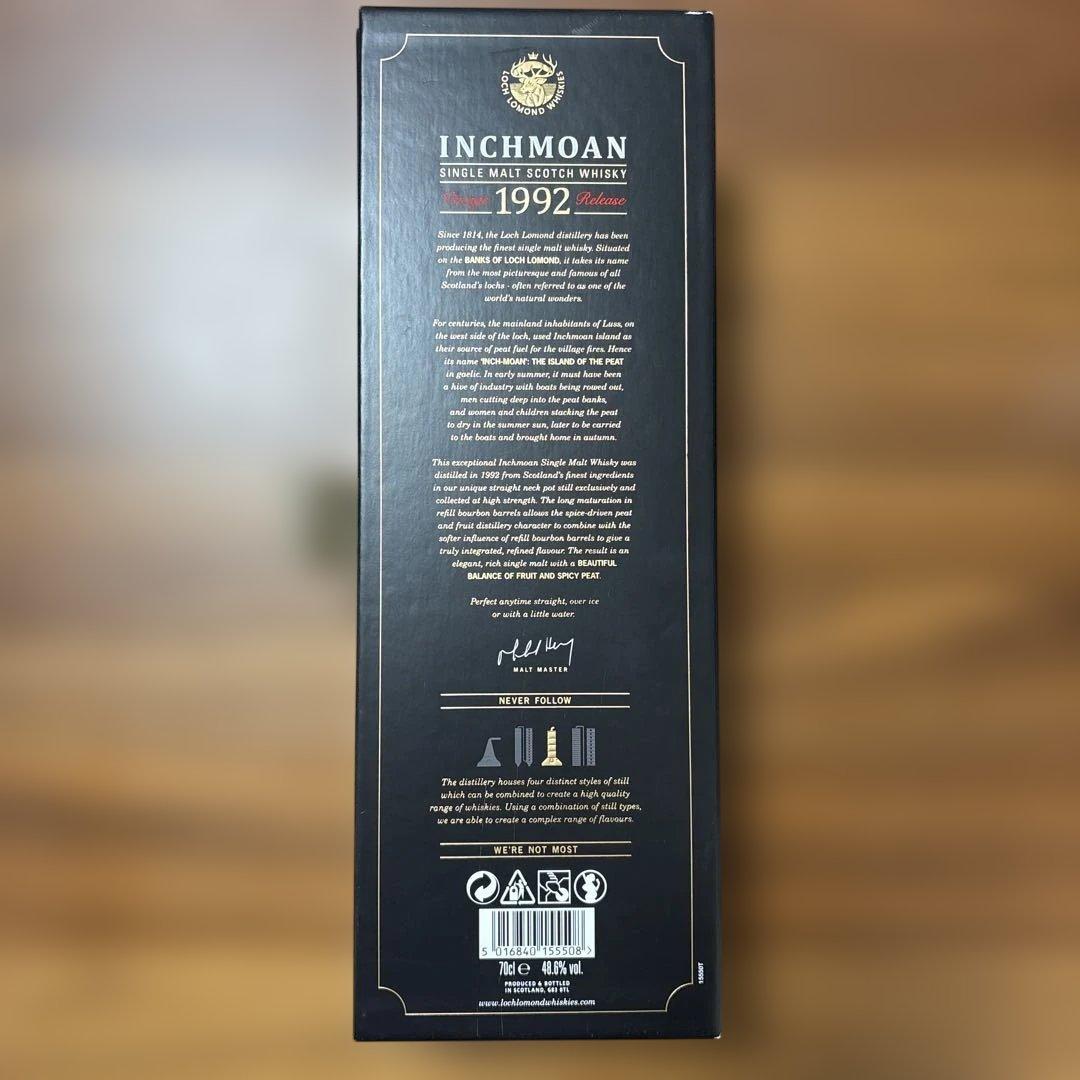 LOCH LOMOND WHISKIES
INCHMOAN
SINGLE MALT SCOTCH WHISKY
Vintage 1992 Release
Since 1814, the Loch Lomond distillery has been
producing the finest single malt whisky. Situated
on the BANKS OF LOCH LOMOND, it takes its name
from the most picturesque and famous of all
Scotland's lochs - often referred to as one of the
world's natural wonders.
For centuries, the mainland inhabitants of Luss, on
the west side of the loch, used Inchmoan island as
their source of peat fuel for the village fires. Hence
its name 'INCH-MOAN': THE ISLAND OF THE PEAT
in gaelic. In early summer, it must have been
a hive of industry with boats being rowed out,
men cutting deep into the peat banks,
and women and children stacking the peat
to dry in the summer sun, later to be carried
to the boats and brought home in autumn.
This exceptional Inchmoan Single Malt Whisky was
distilled in 1992 from Scotland's finest ingredients
in our unique straight neck pot still exclusively and
collected at high strength. The long maturation in
refill bourbon barrels allows the spice-driven peat
and fruit distillery character to combine with the
softer influence of refill bourbon barrels to give a
truly integrated, refined flavour. The result is an
elegant, rich single malt with a BEAUTIFUL
BALANCE OF FRUIT AND SPICY PEAT.
Perfect anytime straight, over ice
or with a little water.
MALT MASTER
NEVER FOLLOW
The distillery houses four distinct styles of still
which can be combined to create a high quality
range of whiskies. Using a combination of still types,
we are able to create a complex range of flavours.
WE'RE NOT MOST
5 016840 155508 >
70cl e 48.6% vol.
PRODUCED & BOTTLED
IN SCOTLAND, G83 0TL
www.lochlomondwhiskies.com
15550T